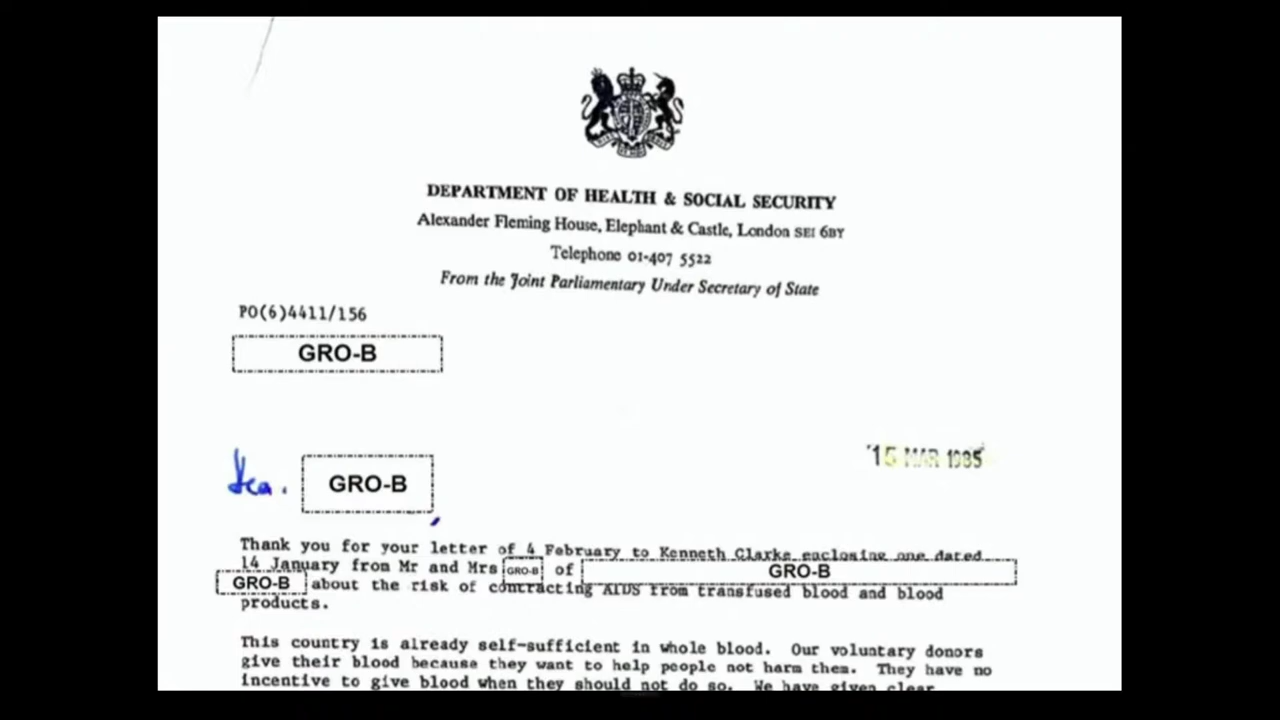 DEPARTMENT OF HEALTH & SOCIAL SECURITY
Alexander Fleming House, Elephant & Castle, London SE1 6BY
Telephone 01-407 5522
From the Joint Parliamentary Under Secretary of State
PO(6)4411/156
GRO-B
15 MAR 1985
GRO-B ,
Thank you for your letter of 4 February to Kenneth Clarke enclosing one dated
14 January from Mr and Mrs GRO-B of GRO-B
GRO-B about the risk of contracting AIDS from transfused blood and blood
products.
This country is already self-sufficient in whole blood. Our voluntary donors
give their blood because they want to help people not harm them. They have no
incentive to give blood when they should not do so. We have given clear